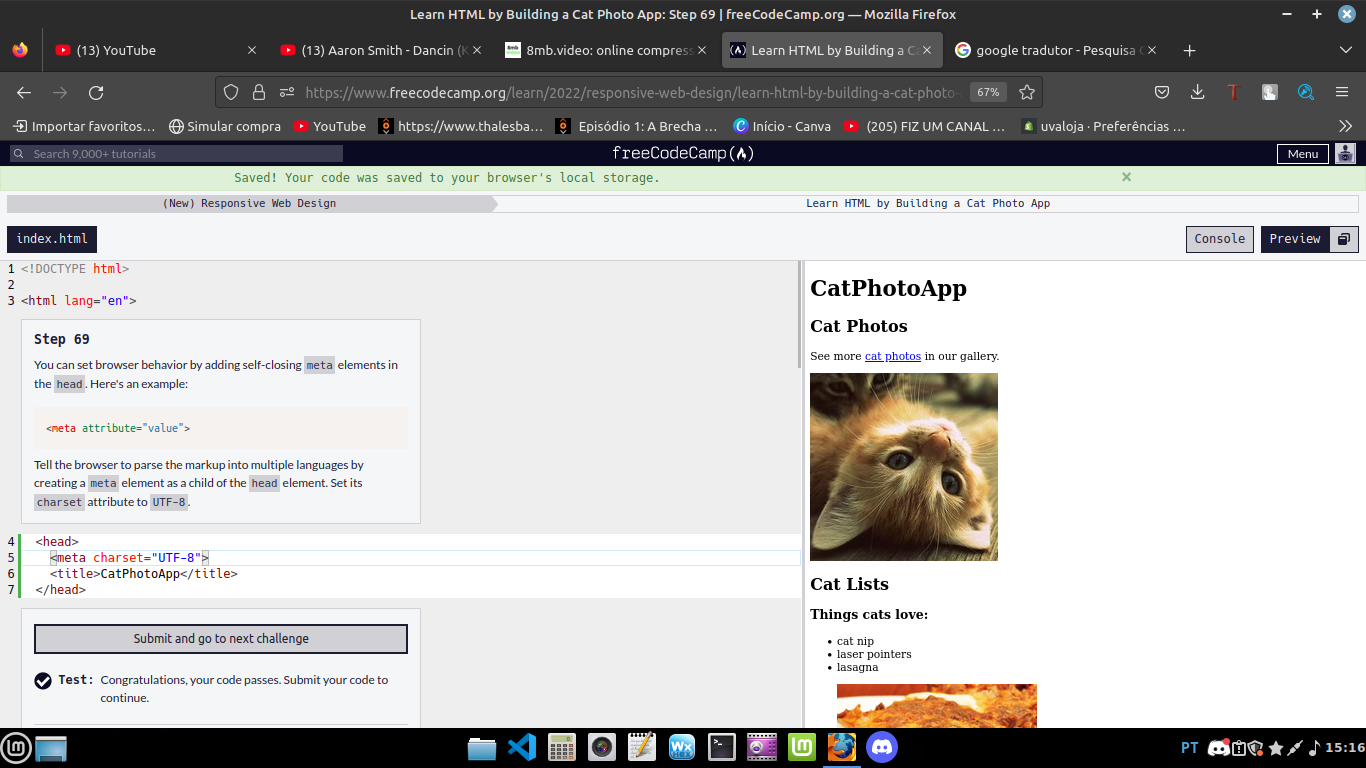 Learn HTML by Building a Cat Photo App: Step 69 | freeCodeCamp.org — Mozilla Firefox
(13) YouTube
(13) Aaron Smith - Dancin (K
8mb.video: online compress
Learn HTML by Building a C
google tradutor - Pesquisa
https://www.freecodecamp.org/learn/2022/responsive-web-design/learn-html-by-building-a-cat-photo-
67%
Importar favoritos…
Simular compra
YouTube
https://www.thalesba…
Episódio 1: A Brecha …
Início - Canva
(205) FIZ UM CANAL …
uvaloja · Preferências …
Search 9,000+ tutorials
freeCodeCamp
Menu
Saved! Your code was saved to your browser's local storage.
(New) Responsive Web Design
Learn HTML by Building a Cat Photo App
index.html
Console
Preview
1 <!DOCTYPE html>
2
3 <html lang="en">
Step 69
You can set browser behavior by adding self-closing meta elements in
the head. Here's an example:
<meta attribute="value">
Tell the browser to parse the markup into multiple languages by
creating a meta element as a child of the head element. Set its
charset attribute to UTF-8.
4 <head>
5 <meta charset="UTF-8">
6 <title>CatPhotoApp</title>
7 </head>
Submit and go to next challenge
Test: Congratulations, your code passes. Submit your code to
continue.
CatPhotoApp
Cat Photos
See more cat photos in our gallery.
Cat Lists
Things cats love:
• cat nip
• laser pointers
• lasagna
Wx
HEX
PT
15:16